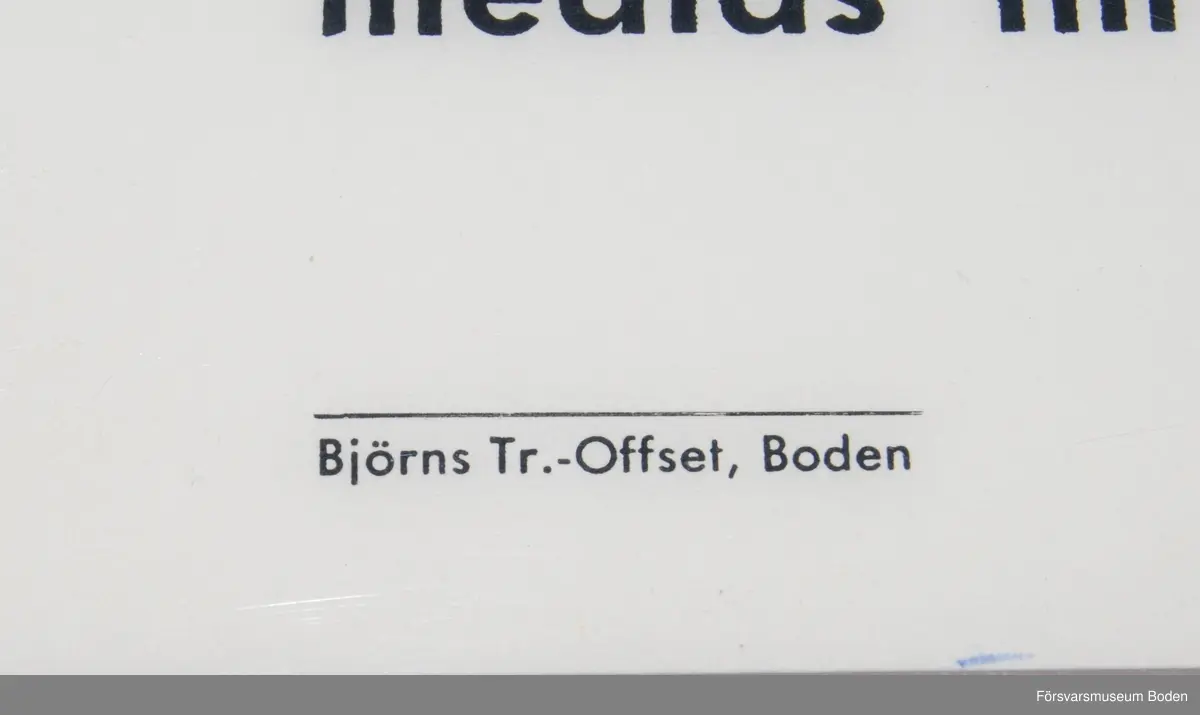 Björns Tr.-Offset, Boden
Försvarsmuseum Boden